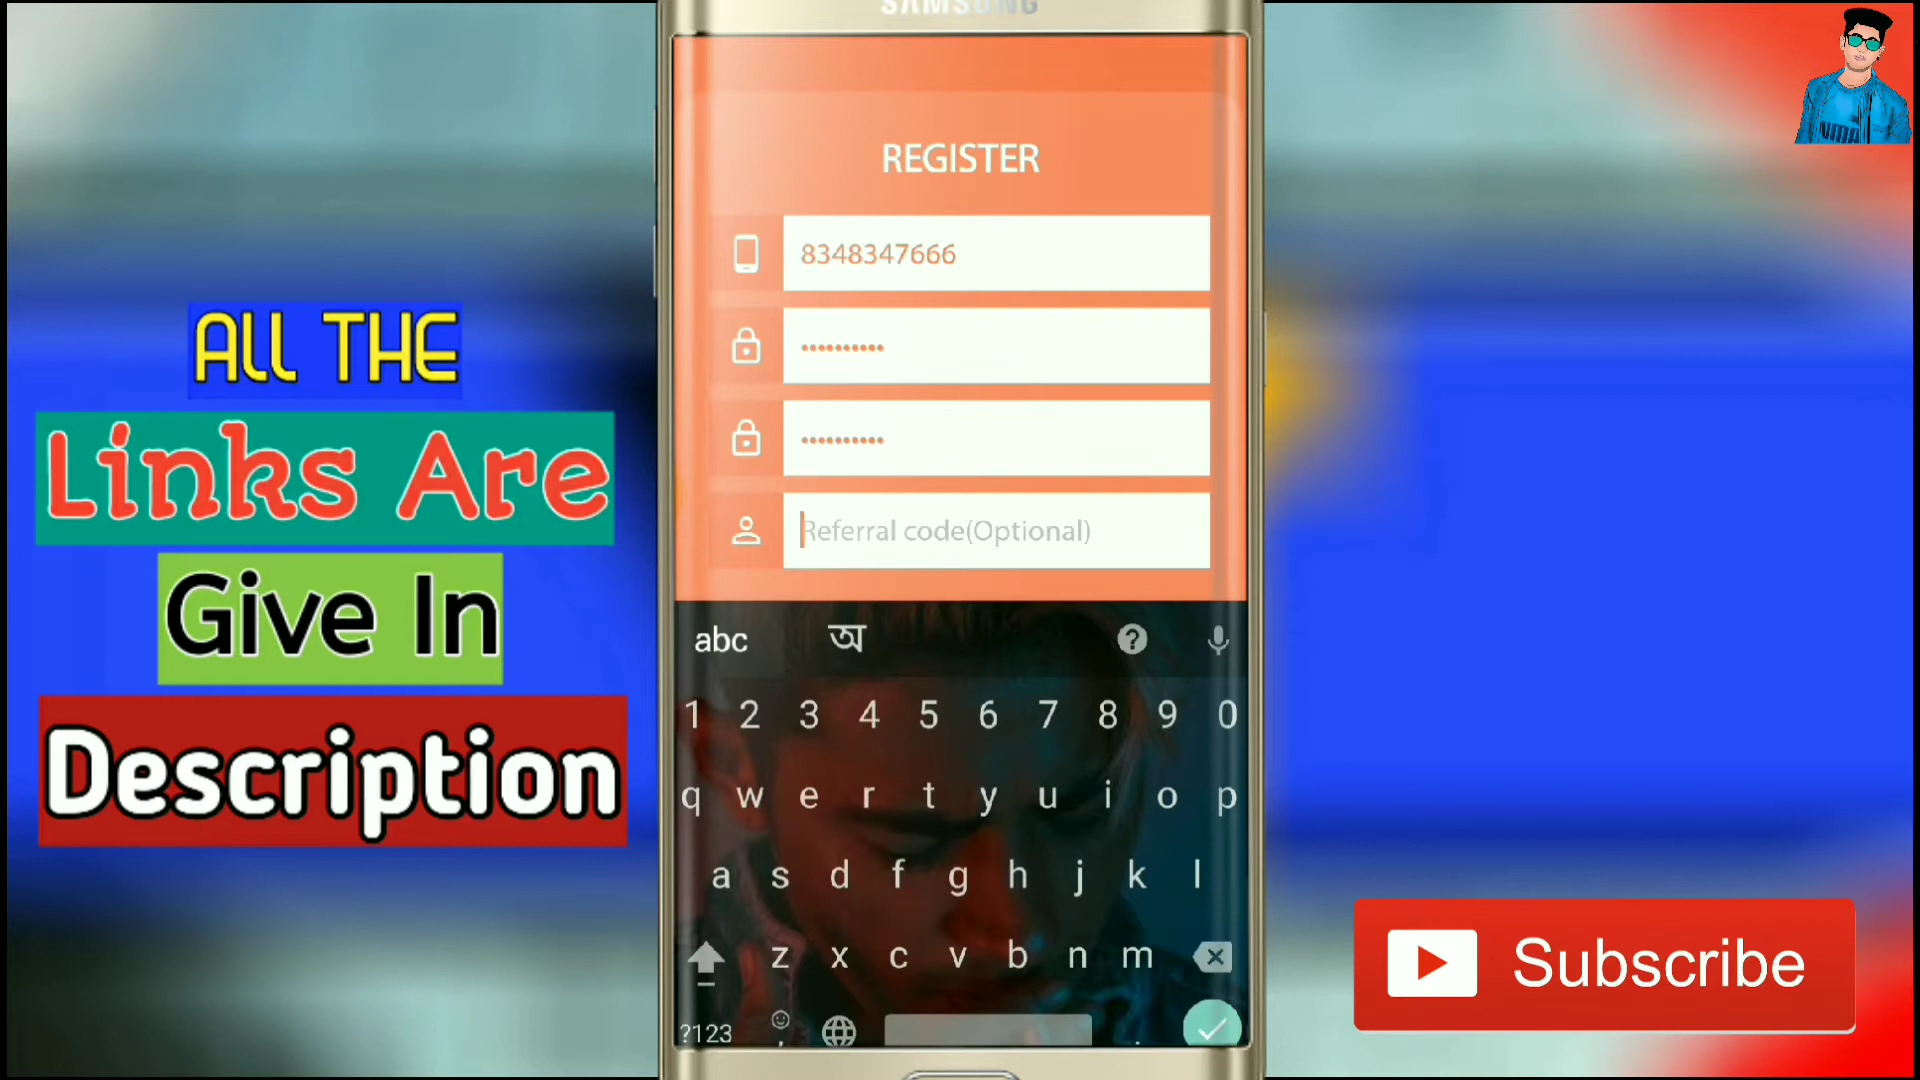 SAMSUNG
REGISTER
8348347666
••••••••••
••••••••••
Referral code(Optional)
ALL THE
Links Are
Give In
Description
abc অ
1 2 3 4 5 6 7 8 9 0
q w e r t y u i o p
a s d f g h j k l
z x c v b n m
?123 , .
Subscribe